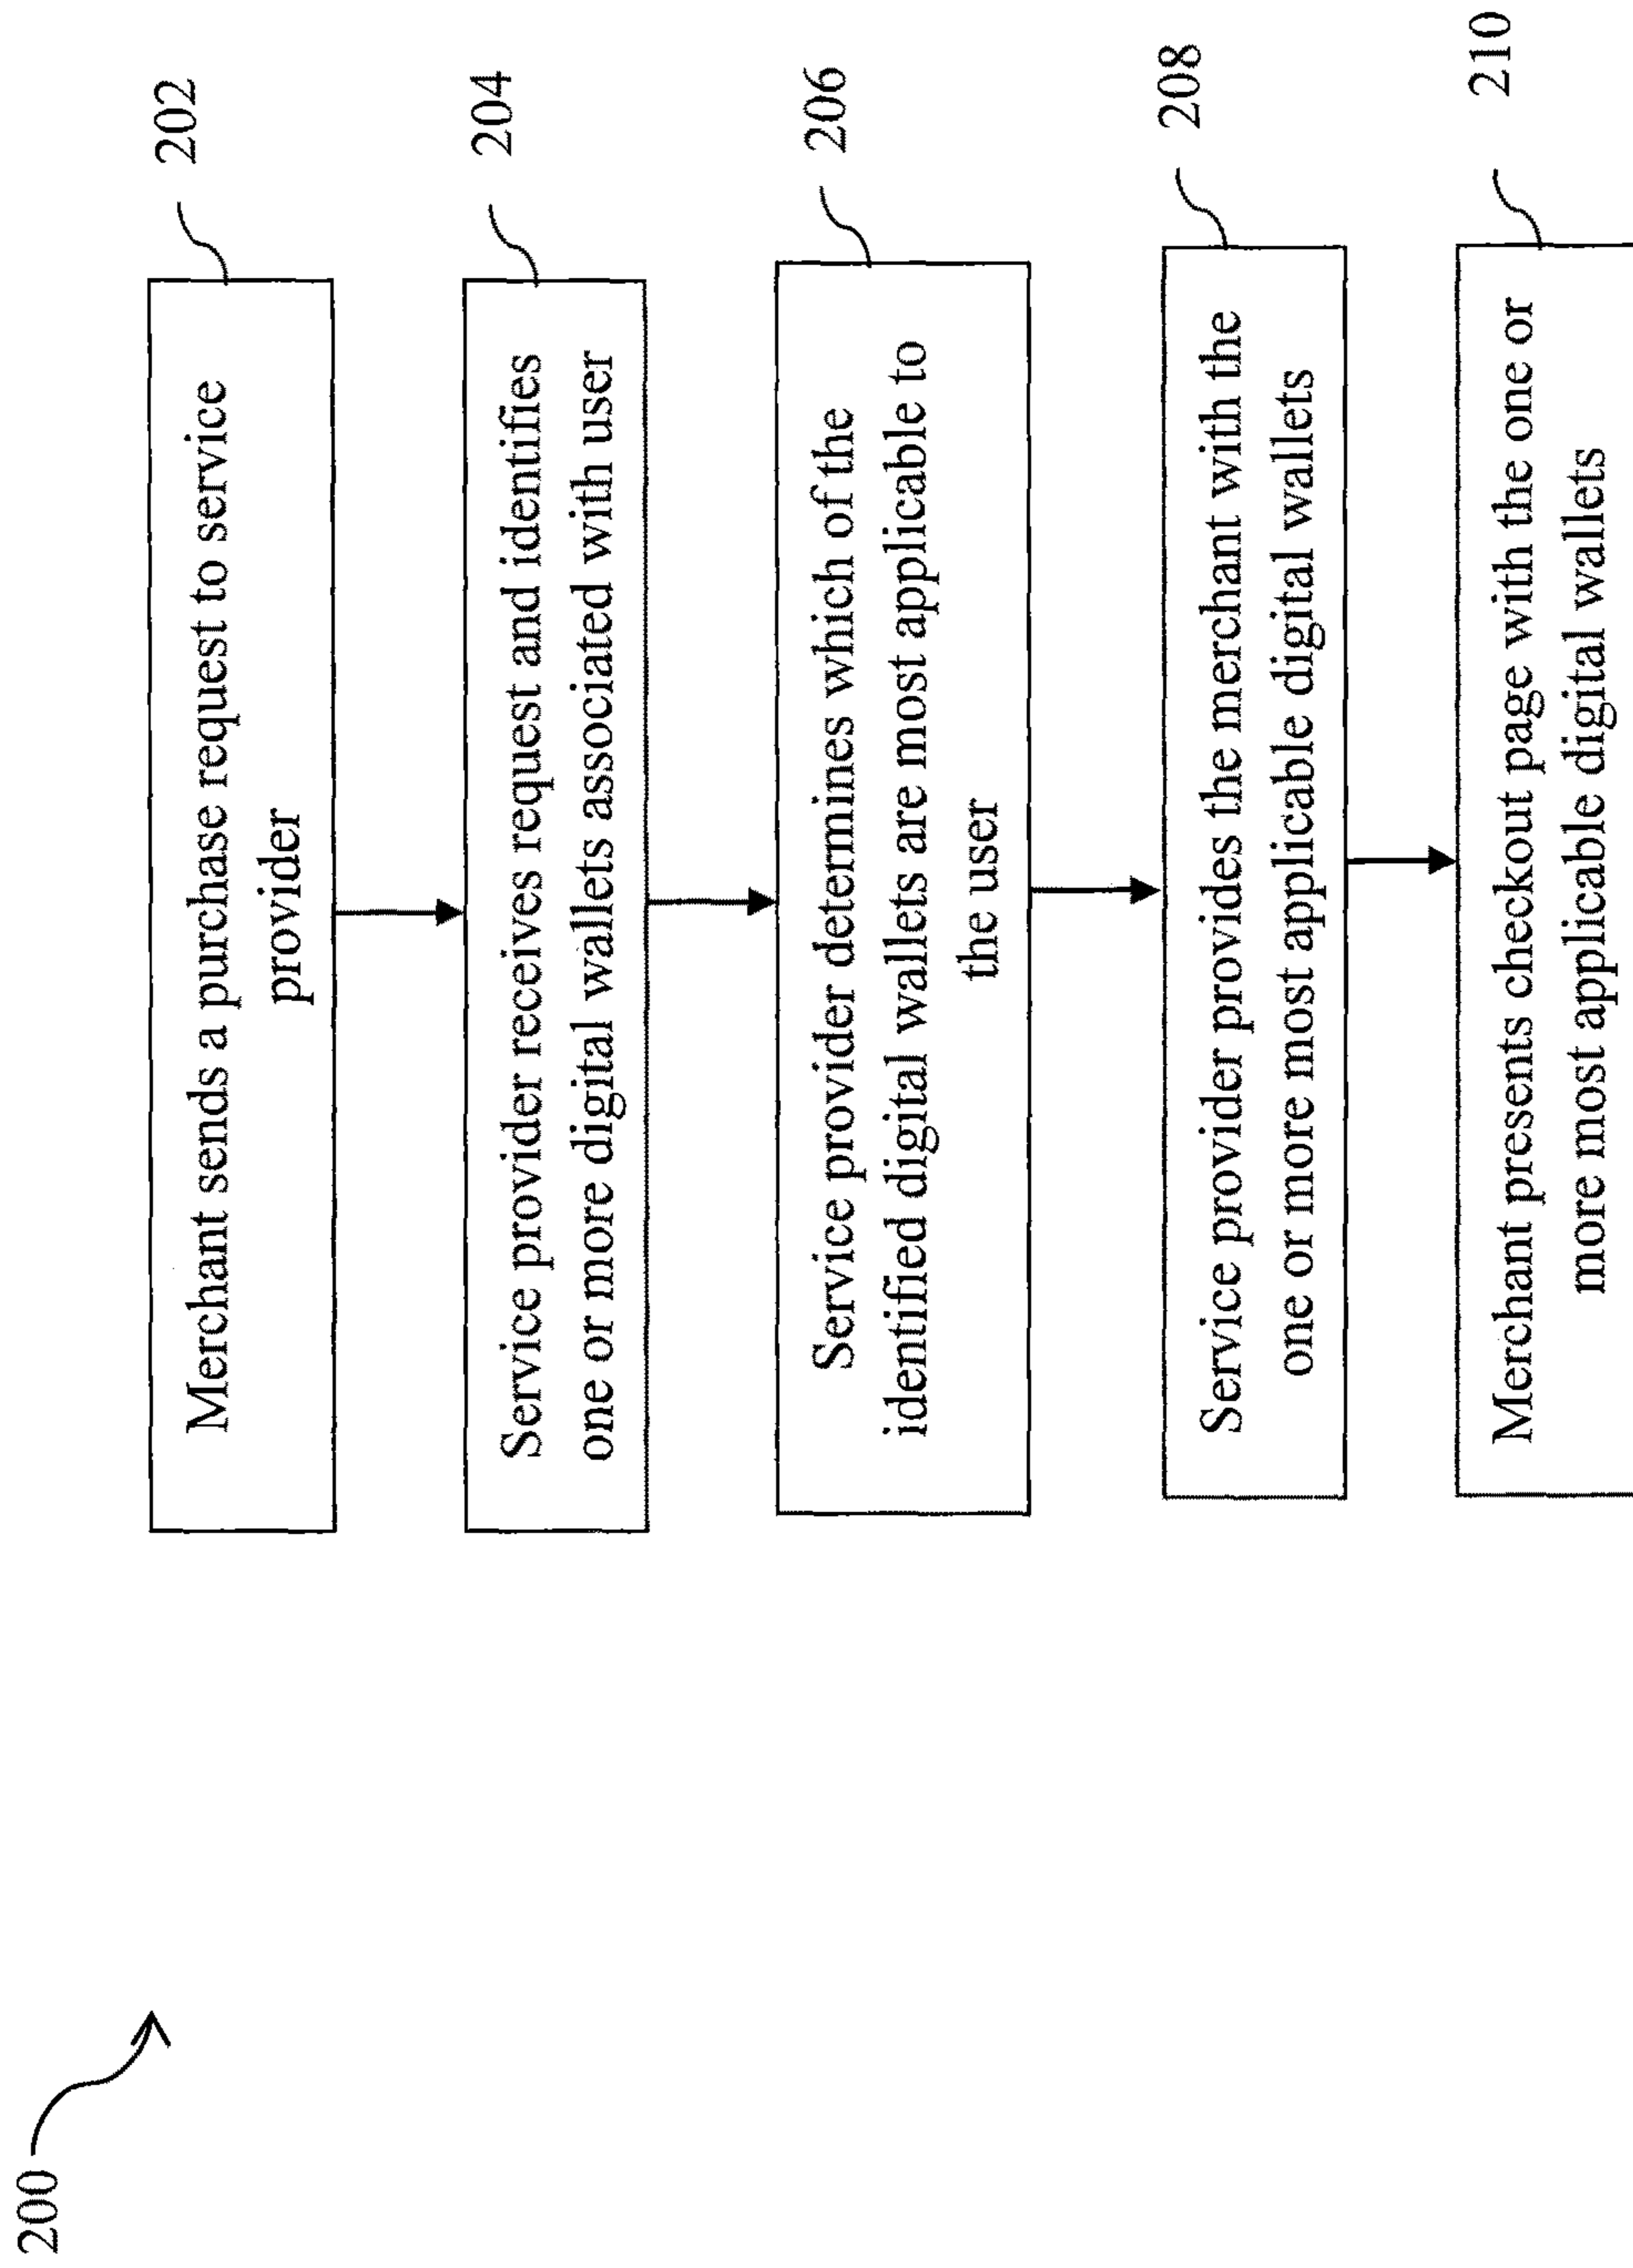 200
Merchant sends a purchase request to service
provider
202
Service provider receives request and identifies
one or more digital wallets associated with user
204
Service provider determines which of the
identified digital wallets are most applicable to
the user
206
Service provider provides the merchant with the
one or more most applicable digital wallets
208
Merchant presents checkout page with the one or
more most applicable digital wallets
210